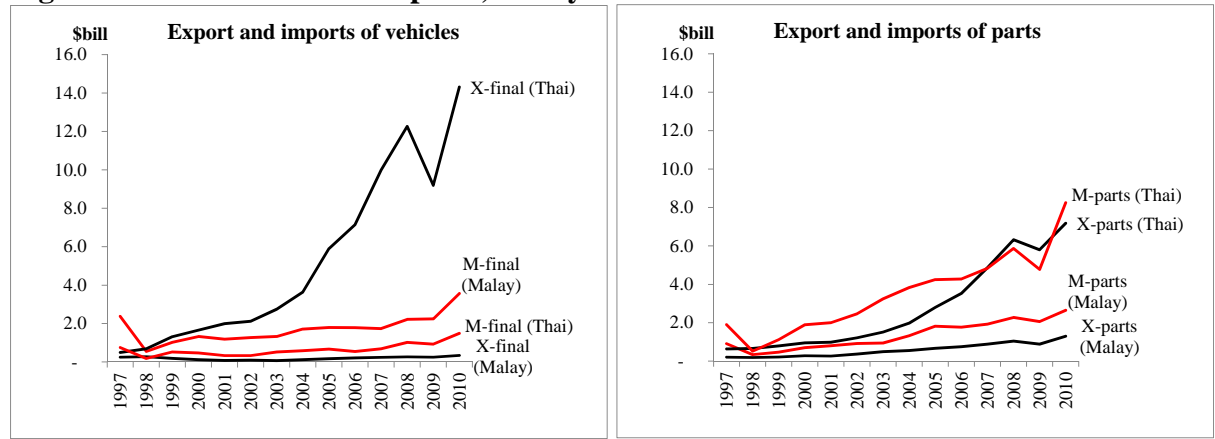 $bill
Export and imports of vehicles
16.0
14.0
12.0
10.0
8.0
6.0
4.0
2.0
-
X-final (Thai)
M-final
(Malay)
M-final (Thai)
X-final
(Malay)
1997
1998
1999
2000
2001
2002
2003
2004
2005
2006
2007
2008
2009
2010
$bill
Export and imports of parts
16.0
14.0
12.0
10.0
8.0
6.0
4.0
2.0
-
M-parts (Thai)
X-parts (Thai)
M-parts
(Malay)
X-parts
(Malay)
1997
1998
1999
2000
2001
2002
2003
2004
2005
2006
2007
2008
2009
2010